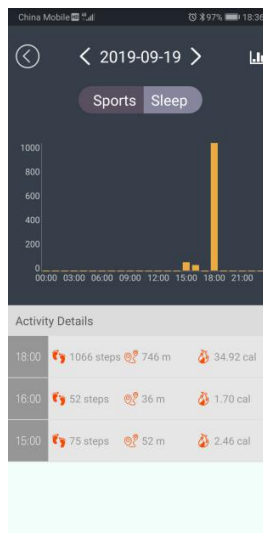 China Mobile HD 4G 97% 18:36
2019-09-19
Sports Sleep
1000
800
600
400
200
0
00:00 03:00 06:00 09:00 12:00 15:00 18:00 21:00
Activity Details
18:00 1066 steps 746 m 34.92 cal
16:00 52 steps 36 m 1.70 cal
15:00 75 steps 52 m 2.46 cal